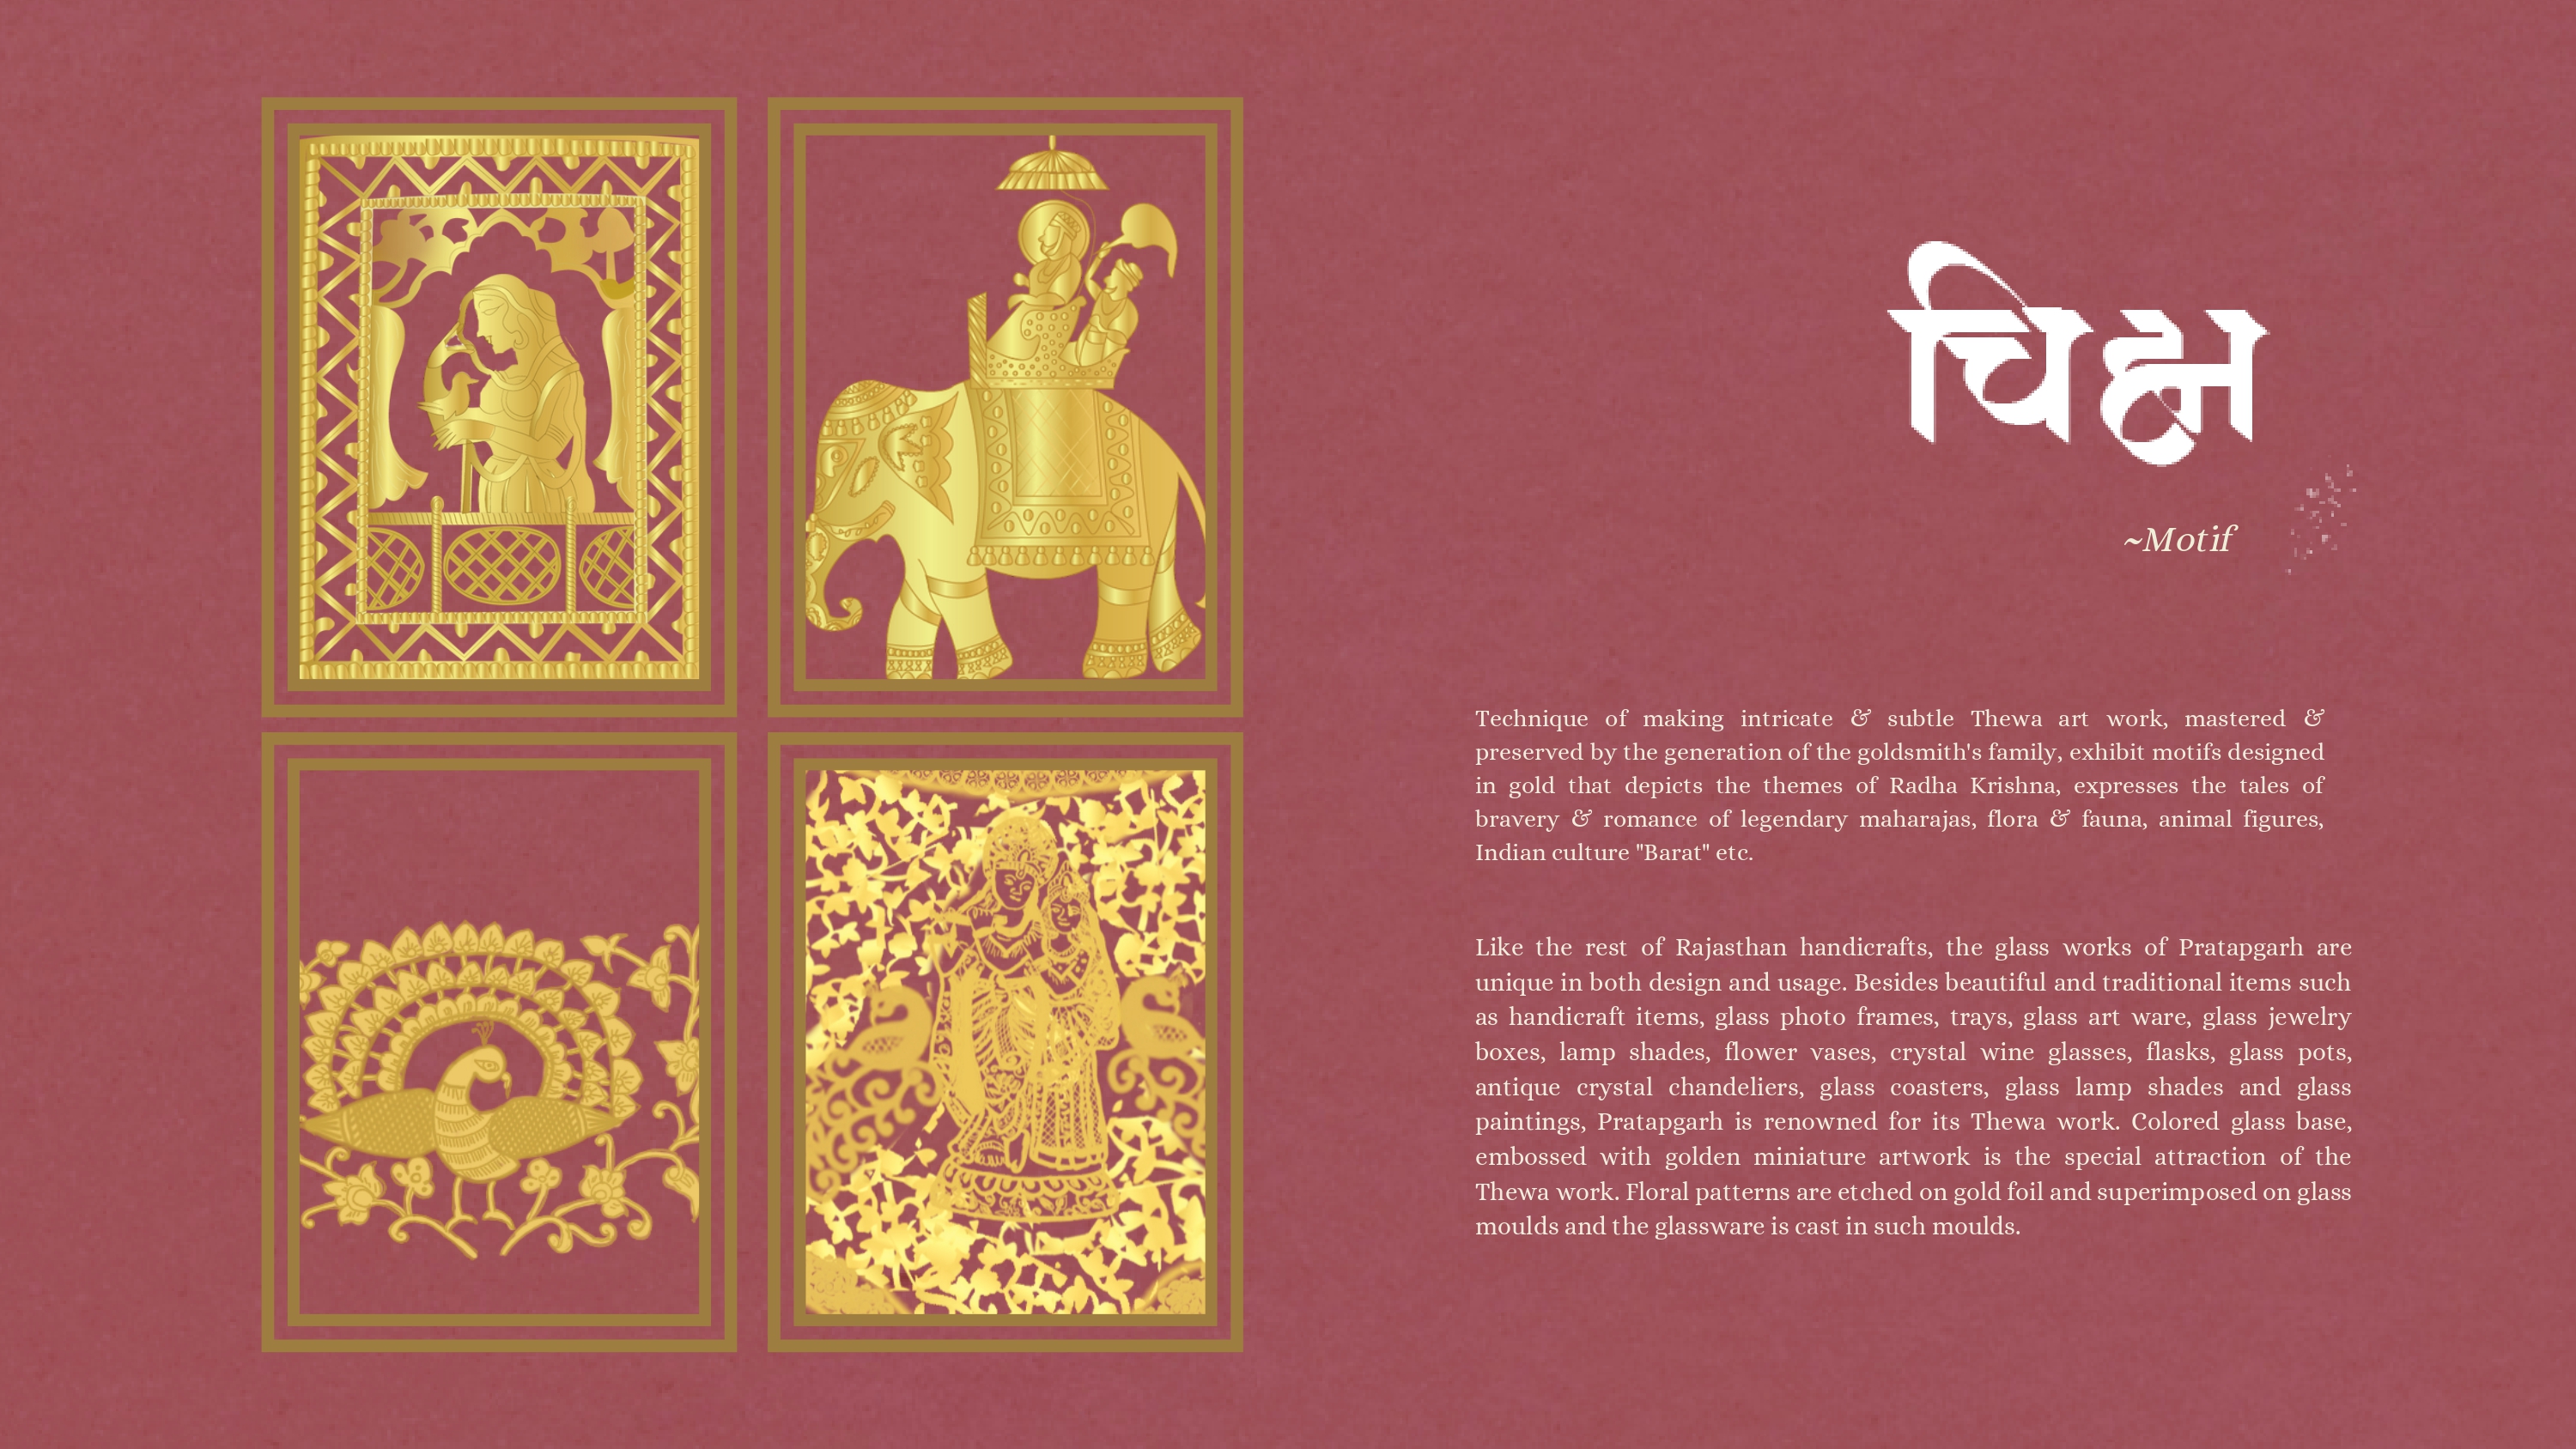 चिह्न
~Motif
Technique of making intricate & subtle Thewa art work, mastered &
preserved by the generation of the goldsmith's family, exhibit motifs designed
in gold that depicts the themes of Radha Krishna, expresses the tales of
bravery & romance of legendary maharajas, flora & fauna, animal figures,
Indian culture "Barat" etc.
Like the rest of Rajasthan handicrafts, the glass works of Pratapgarh are
unique in both design and usage. Besides beautiful and traditional items such
as handicraft items, glass photo frames, trays, glass art ware, glass jewelry
boxes, lamp shades, flower vases, crystal wine glasses, flasks, glass pots,
antique crystal chandeliers, glass coasters, glass lamp shades and glass
paintings, Pratapgarh is renowned for its Thewa work. Colored glass base,
embossed with golden miniature artwork is the special attraction of the
Thewa work. Floral patterns are etched on gold foil and superimposed on glass
moulds and the glassware is cast in such moulds.